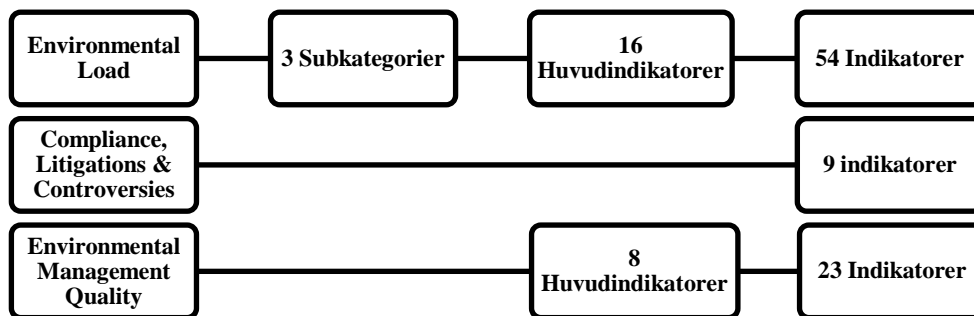 Environmental
Load
3 Subkategorier
16
Huvudindikatorer
54 Indikatorer
Compliance,
Litigations &
Controversies
9 indikatorer
Environmental
Management
Quality
8
Huvudindikatorer
23 Indikatorer